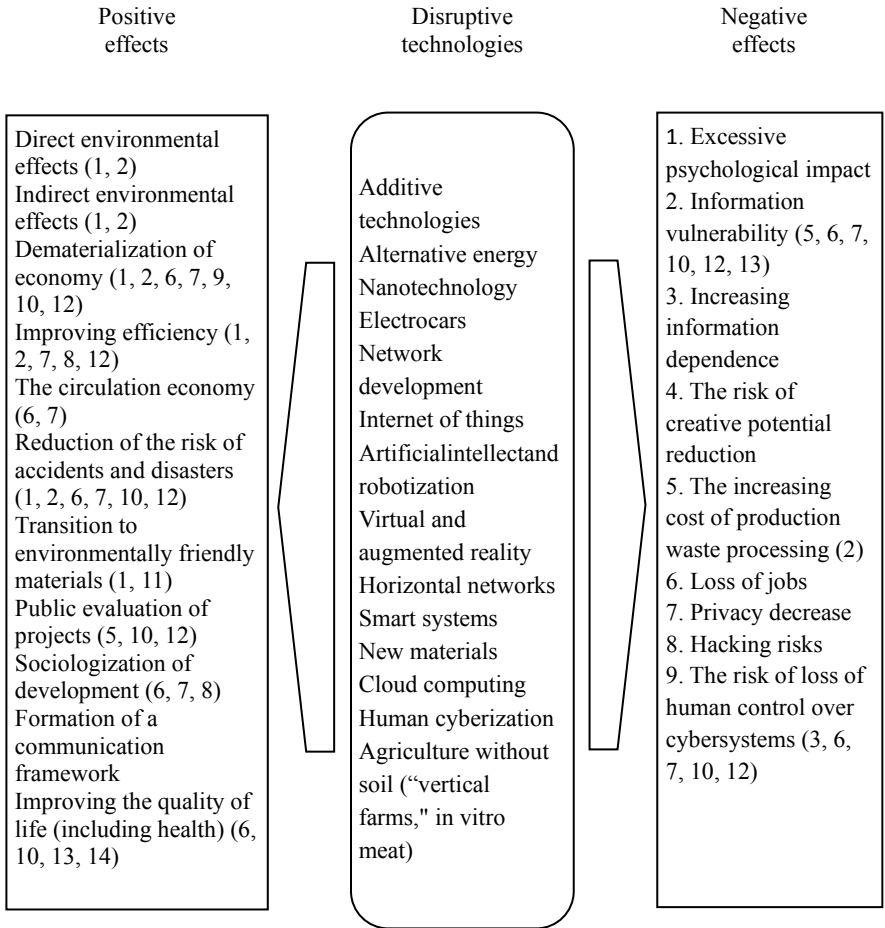 Positive
effects
Disruptive
technologies
Negative
effects
Direct environmental
effects (1, 2)
Indirect environmental
effects (1, 2)
Dematerialization of
economy (1, 2, 6, 7, 9,
10, 12)
Improving efficiency (1,
2, 7, 8, 12)
The circulation economy
(6, 7)
Reduction of the risk of
accidents and disasters
(1, 2, 6, 7, 10, 12)
Transition to
environmentally friendly
materials (1, 11)
Public evaluation of
projects (5, 10, 12)
Sociologization of
development (6, 7, 8)
Formation of a
communication
framework
Improving the quality of
life (including health) (6,
10, 13, 14)
Additive
technologies
Alternative energy
Nanotechnology
Electrocars
Network
development
Internet of things
Artificialintellectand
robotization
Virtual and
augmented reality
Horizontal networks
Smart systems
New materials
Cloud computing
Human cyberization
Agriculture without
soil (“vertical
farms," in vitro
meat)
1. Excessive
psychological impact
2. Information
vulnerability (5, 6, 7,
10, 12, 13)
3. Increasing
information
dependence
4. The risk of
creative potential
reduction
5. The increasing
cost of production
waste processing (2)
6. Loss of jobs
7. Privacy decrease
8. Hacking risks
9. The risk of loss of
human control over
cybersystems (3, 6,
7, 10, 12)